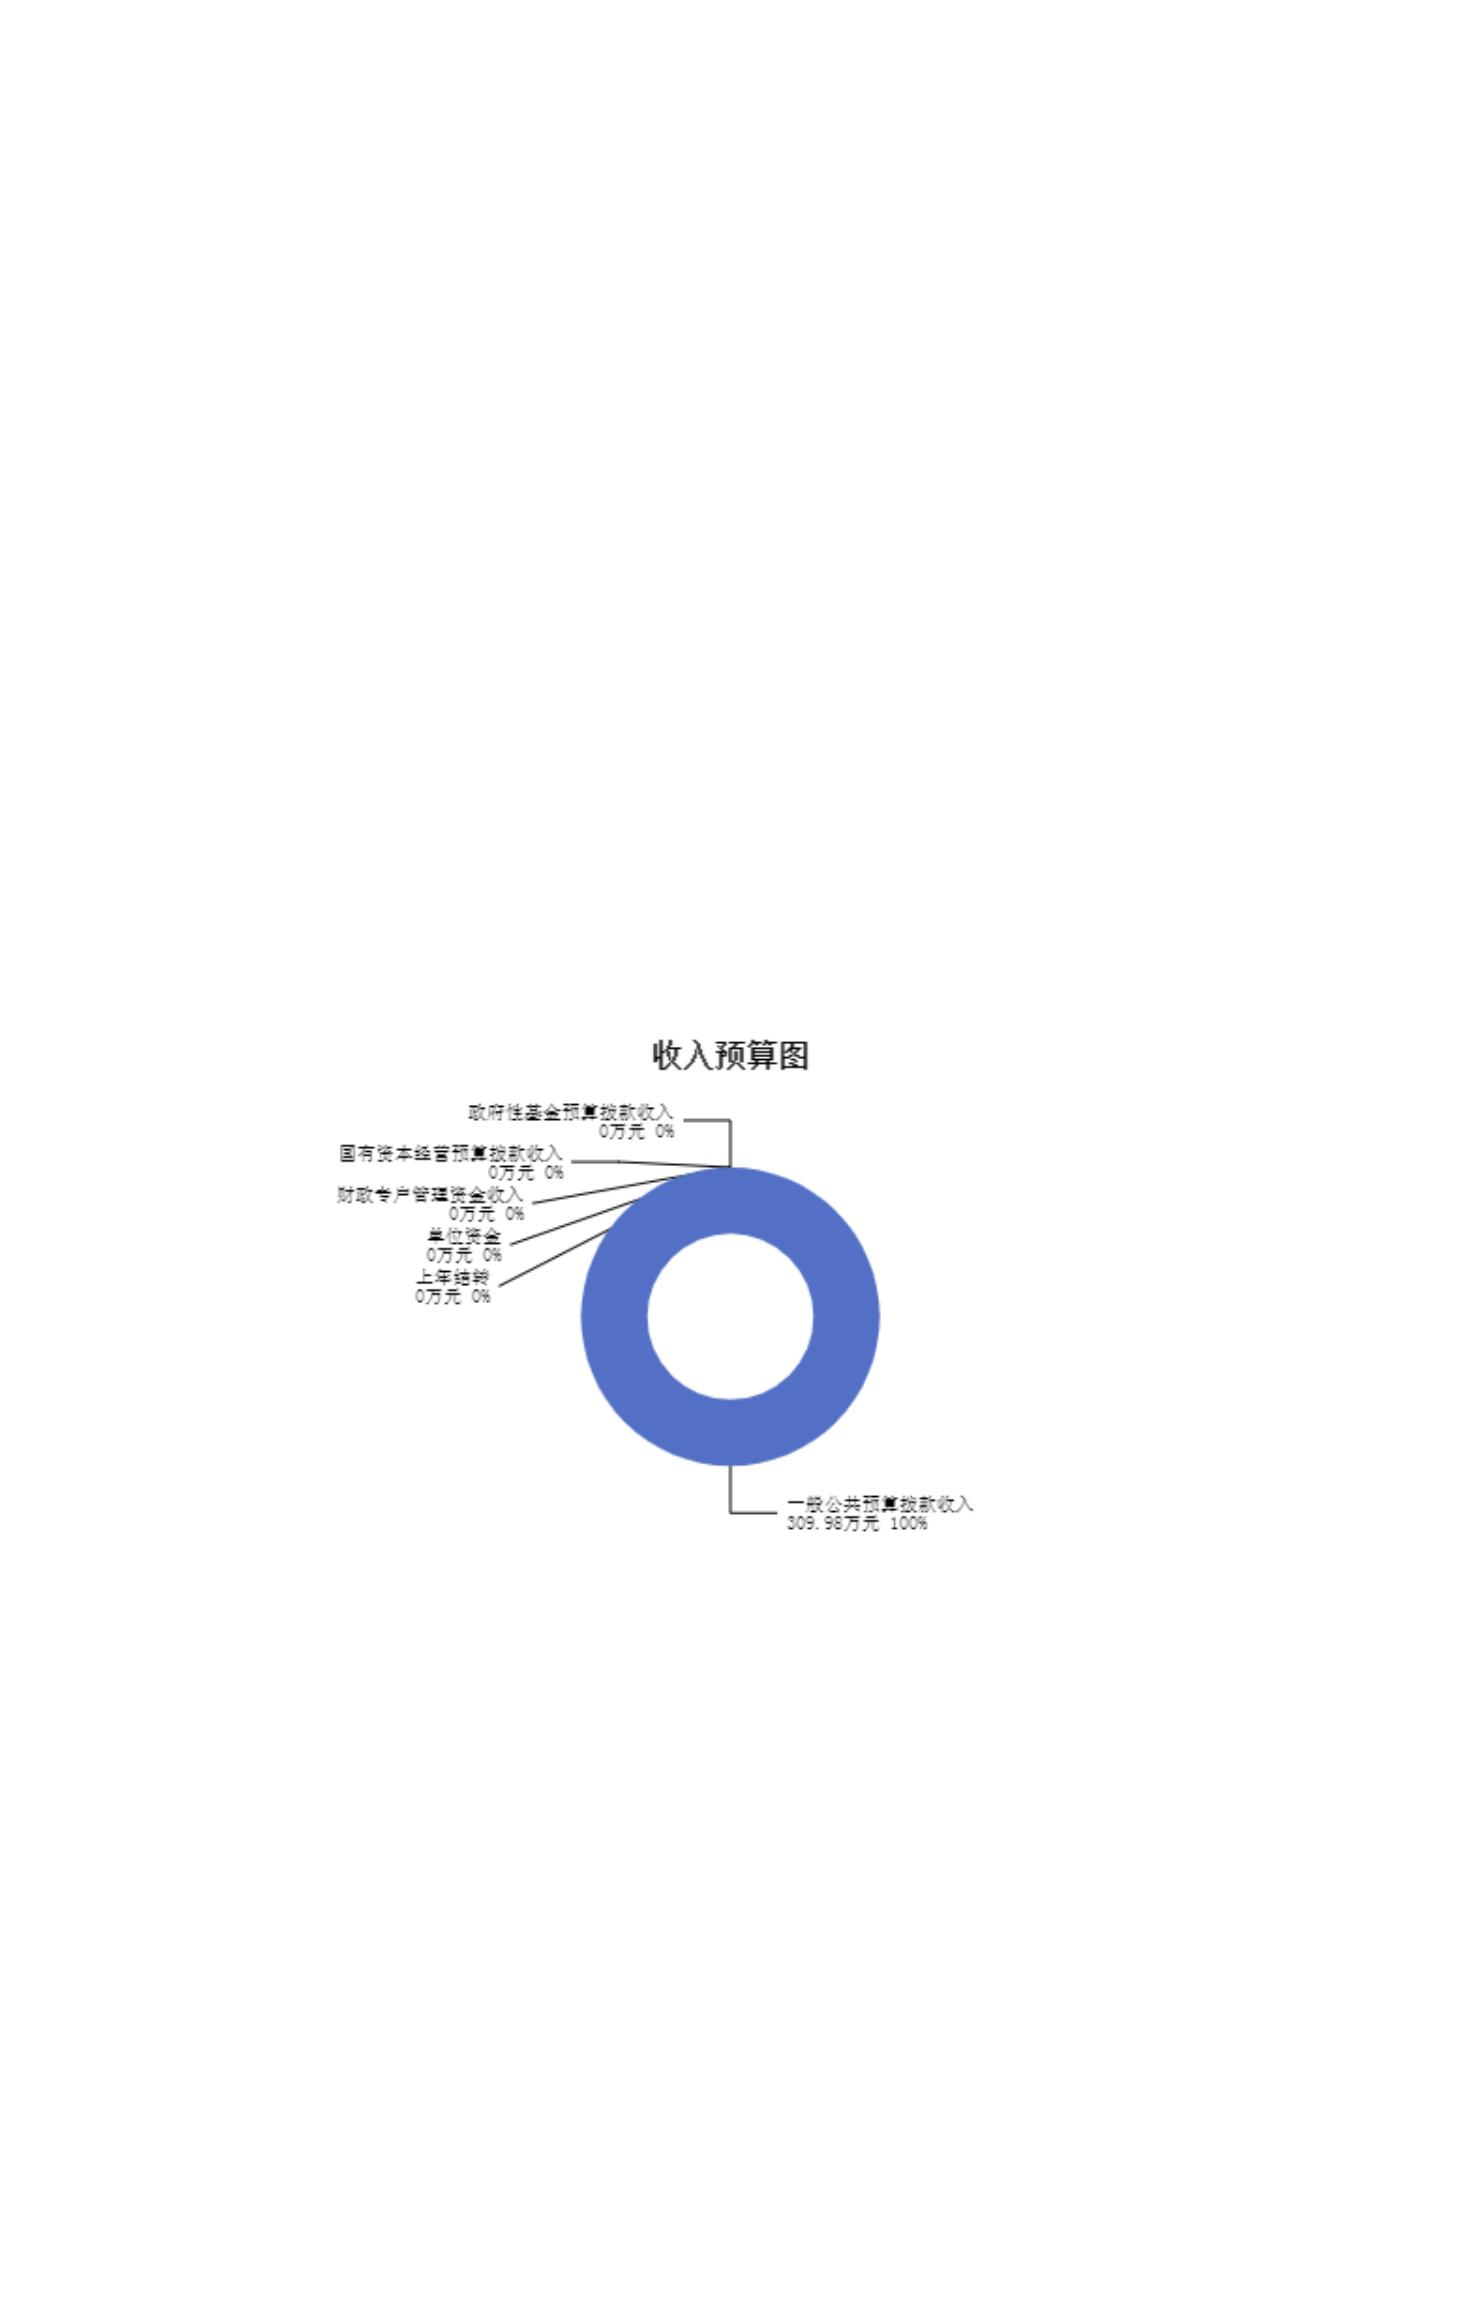 收入预算图
政府性基金预算拨款收入
0万元 0%
国有资本经营预算拨款收入
0万元 0%
财政专户管理资金收入
0万元 0%
单位资金
0万元 0%
上年结转
0万元 0%
一般公共预算拨款收入
309.98万元 100%